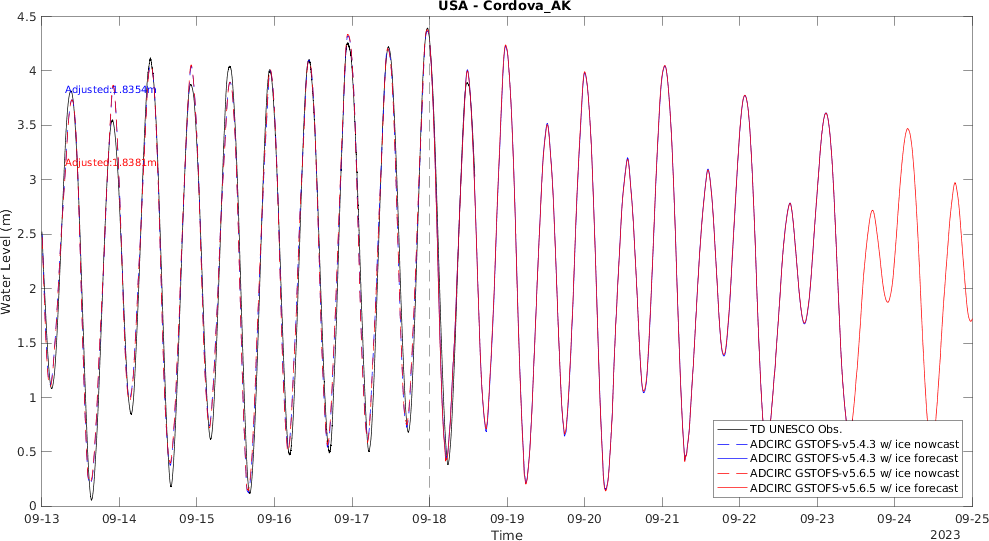 USA - Cordova_AK
Water Level (m)
4.5
4
3.5
3
2.5
2
1.5
1
0.5
0
Adjusted:1.8354m
Adjusted:1.8381m
TD UNESCO Obs.
ADCIRC GSTOFS-v5.4.3 w/ ice nowcast
ADCIRC GSTOFS-v5.4.3 w/ ice forecast
ADCIRC GSTOFS-v5.6.5 w/ ice nowcast
ADCIRC GSTOFS-v5.6.5 w/ ice forecast
09-13 09-14 09-15 09-16 09-17 09-18 09-19 09-20 09-21 09-22 09-23 09-24 09-25
Time
2023